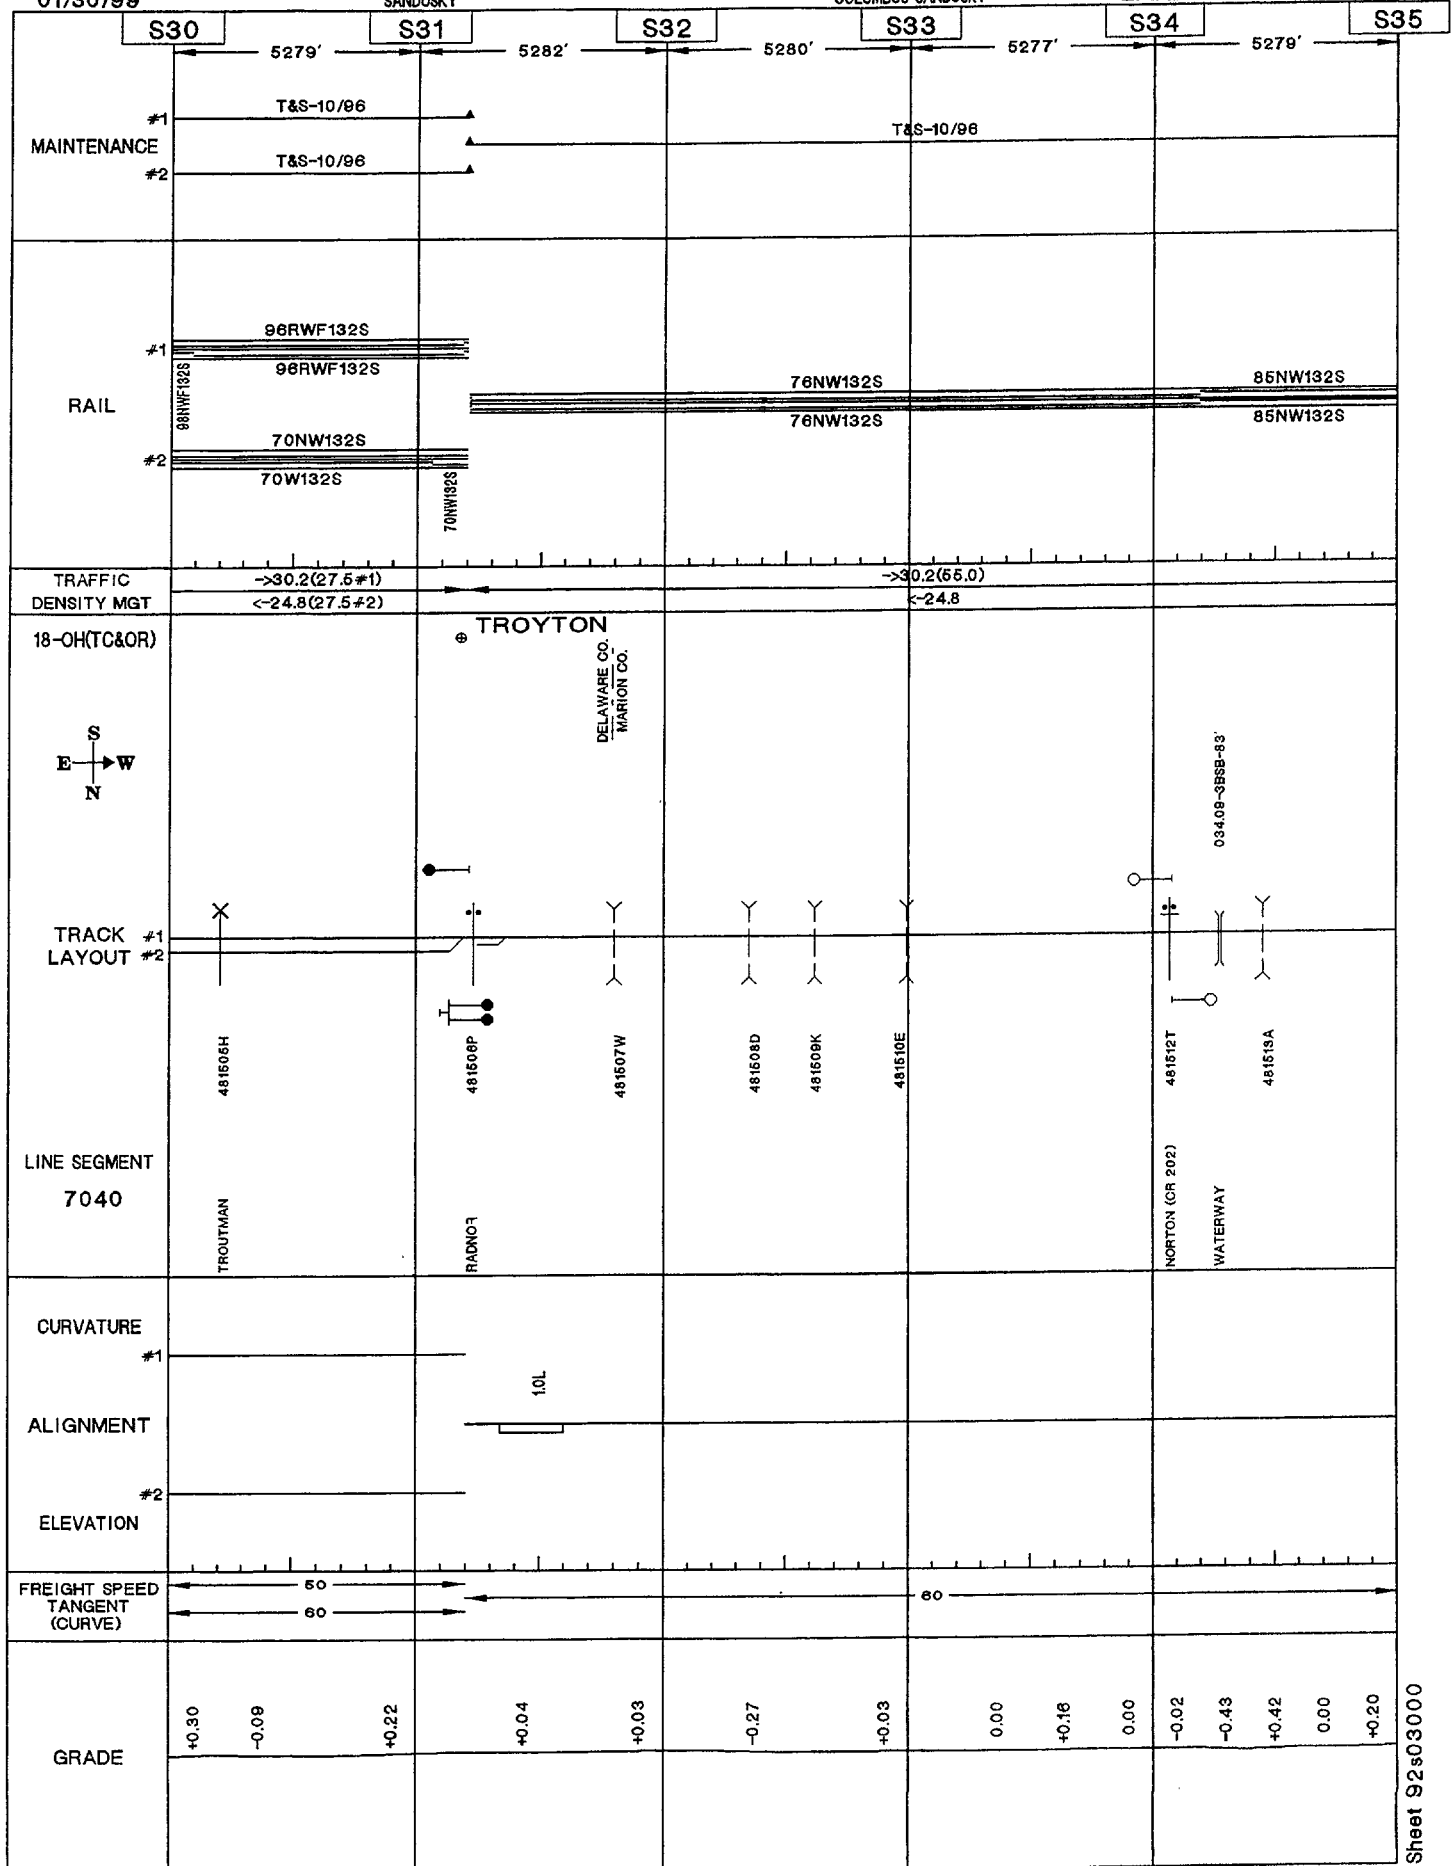 01/30/99 SANDUSKY COLUMBUS-SANDUSKY
S30 S31 S32 S33 S34 S35
5279' 5282' 5280' 5277' 5279'
MAINTENANCE
#1 T&S-10/96
T&S-10/96
#2 T&S-10/96
RAIL
#1 96RWF132S
96RWF132S
98NWF132S
76NW132S 85NW132S
76NW132S 85NW132S
#2 70NW132S
70W132S
70NW132S
TRAFFIC ->30.2(27.5#1) ->30.2(55.0)
DENSITY MGT <-24.8(27.5#2) <-24.8
18-OH(TC&OR)
TROYTON
DELAWARE CO.
MARION CO.
S
E W
N
034.09-3BSB-83'
TRACK #1
LAYOUT #2
481505H 481506P 481507W 481508D 481509K 481510E 481512T 481513A
LINE SEGMENT
7040
TROUTMAN RADNOR NORTON (CR 202) WATERWAY
CURVATURE
#1
1.0L
ALIGNMENT
#2
ELEVATION
FREIGHT SPEED
TANGENT
(CURVE)
50
60
60
GRADE
+0.30 -0.09 +0.22 +0.04 +0.03 -0.27 +0.03 0.00 +0.16 0.00 -0.02 -0.43 +0.42 0.00 +0.20
Sheet 92s03000